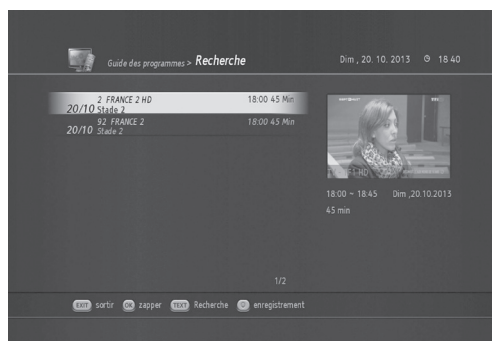 Guide des programmes > Recherche
Dim , 20. 10. 2013 18 40
2 FRANCE 2 HD 18:00 45 Min
20/10 Stade 2
92 FRANCE 2 18:00 45 Min
20/10 Stade 2
18:00 ~ 18:45 Dim ,20.10.2013
45 min
1/2
EXIT sortir OK zapper TEXT Recherche enregistrement